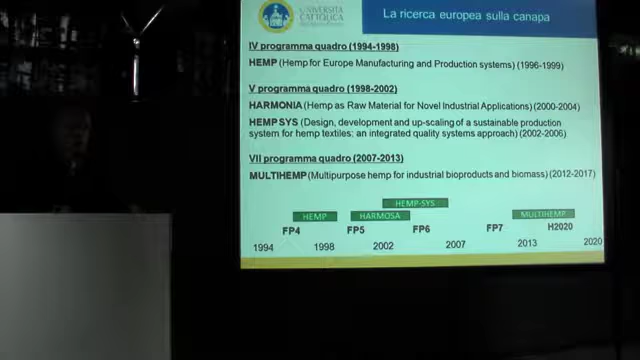 UNIVERSITÀ
CATTOLICA
La ricerca europea sulla canapa
IV programma quadro (1994-1998)
HEMP (Hemp for Europe Manufacturing and Production systems) (1996-1999)
V programma quadro (1998-2002)
HARMONIA (Hemp as Raw Material for Novel Industrial Applications) (2000-2004)
HEMP SYS (Design, development and up-scaling of a sustainable production
system for hemp textiles: an integrated quality systems approach) (2002-2006)
VII programma quadro (2007-2013)
MULTIHEMP (Multipurpose hemp for industrial bioproducts and biomass) (2012-2017)
HEMP-SYS
HEMP HARMOSA MULTIHEMP
FP4 FP5 FP6 FP7 H2020
1994 1998 2002 2007 2013 2020